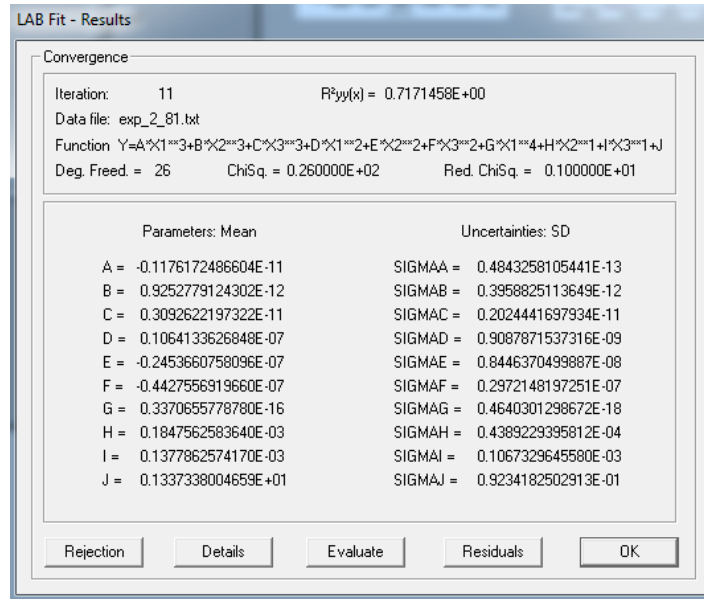 LAB Fit - Results
Convergence
Iteration: 11 R²yy(x) = 0.7171458E+00
Data file: exp_2_81.txt
Function Y=A*X1**3+B*X2**3+C*X3**3+D*X1**2+E*X2**2+F*X3**2+G*X1**4+H*X2**1+I*X3**1+J
Deg. Freed. = 26 ChiSq. = 0.260000E+02 Red. ChiSq. = 0.100000E+01
Parameters: Mean Uncertainties: SD
A = -0.1176172486604E-11 SIGMAA = 0.4843258105441E-13
B = 0.9252779124302E-12 SIGMAB = 0.3958825113649E-12
C = 0.3092622197322E-11 SIGMAC = 0.2024441697934E-11
D = 0.1064133626848E-07 SIGMAD = 0.9087871537316E-09
E = -0.2453660758096E-07 SIGMAE = 0.8446370499887E-08
F = -0.4427556919660E-07 SIGMAF = 0.2972148197251E-07
G = 0.3370655778780E-16 SIGMAG = 0.4640301298672E-18
H = 0.1847562583640E-03 SIGMAH = 0.4389229395812E-04
I = 0.1377862574170E-03 SIGMAI = 0.1067329645580E-03
J = 0.1337338004659E+01 SIGMAJ = 0.9234182502913E-01
Rejection Details Evaluate Residuals OK